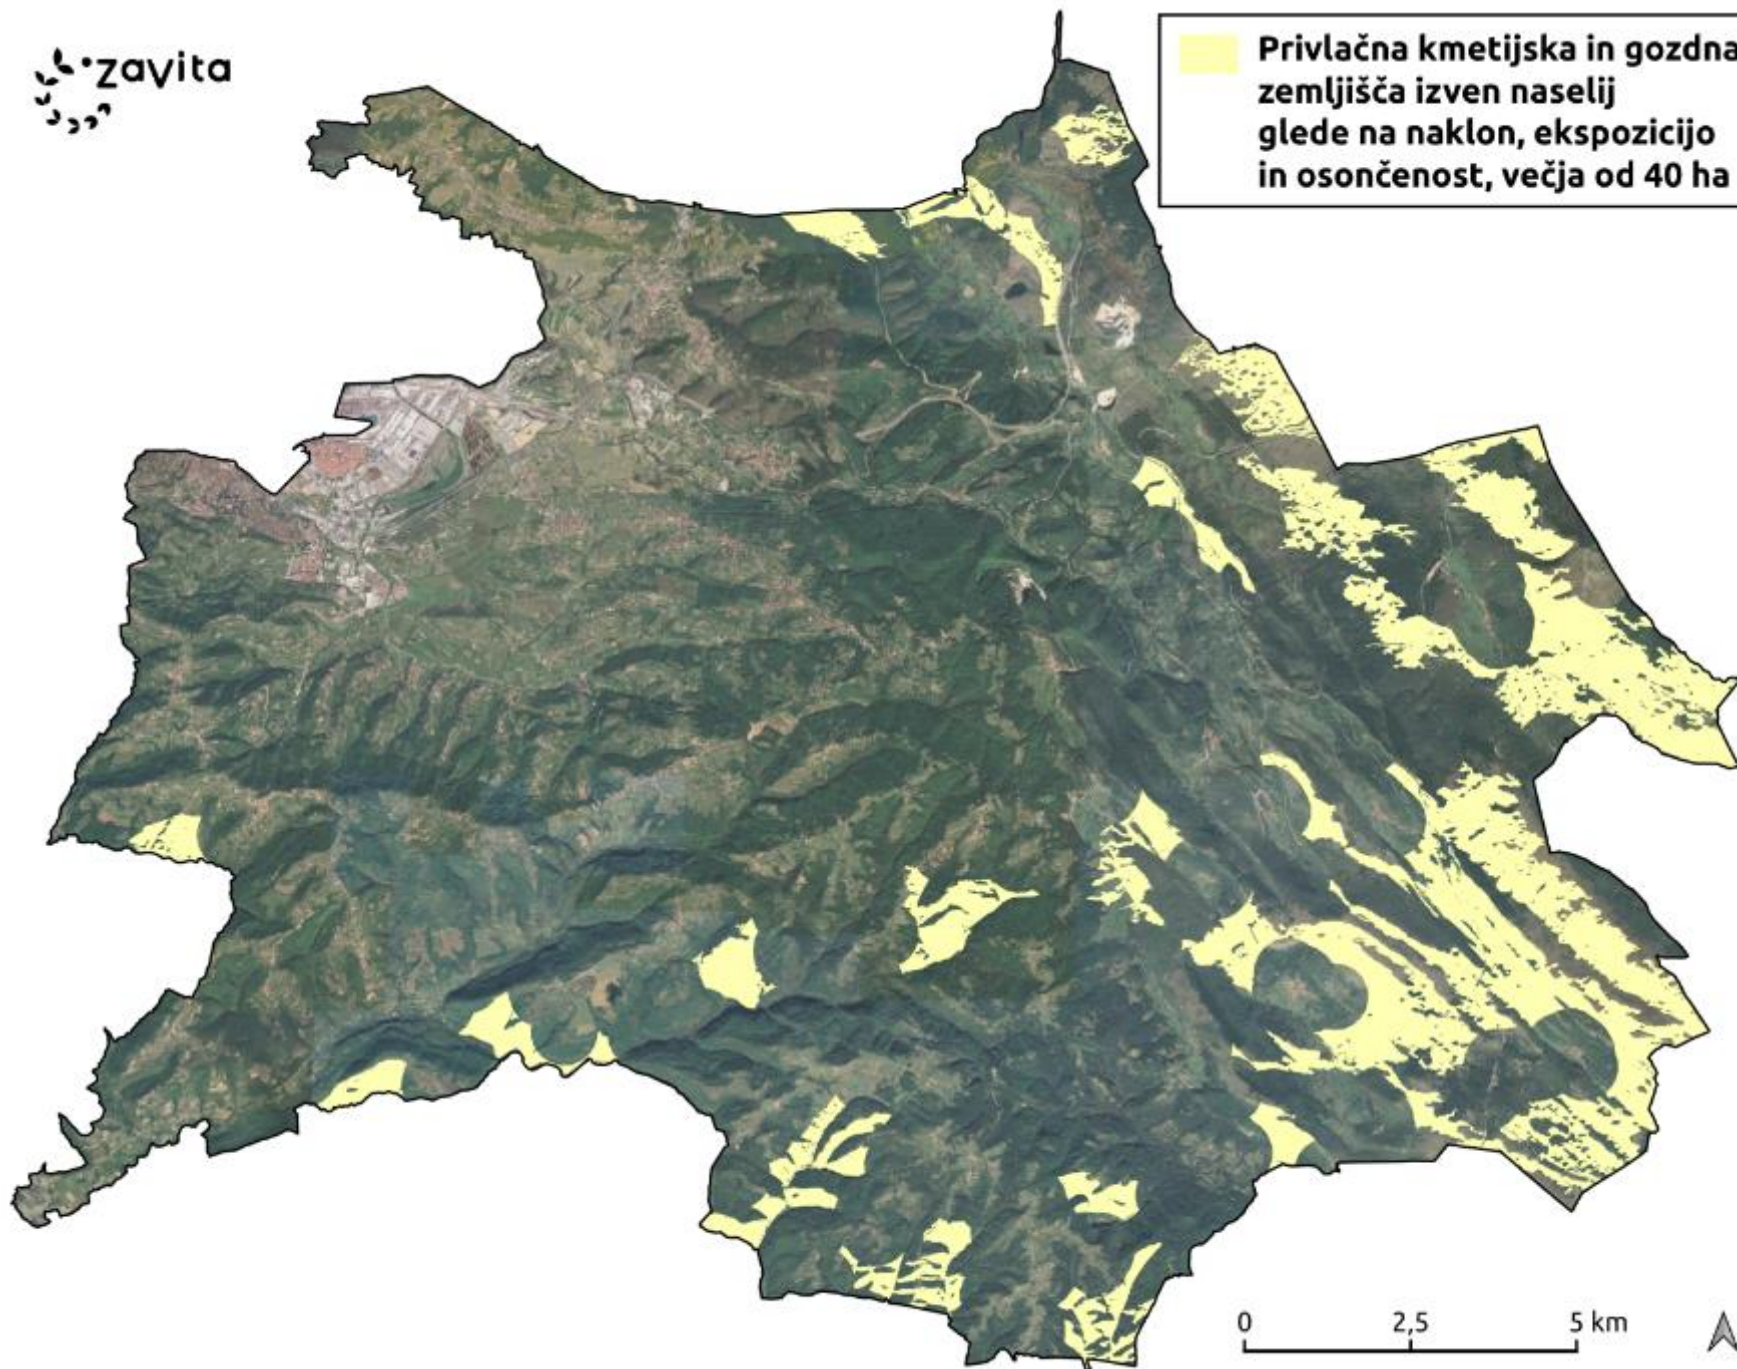 zavita
Privlačna kmetijska in gozdna
zemljišča izven naselij
glede na naklon, ekspozicijo
in osončenost, večja od 40 ha
0 2,5 5 km